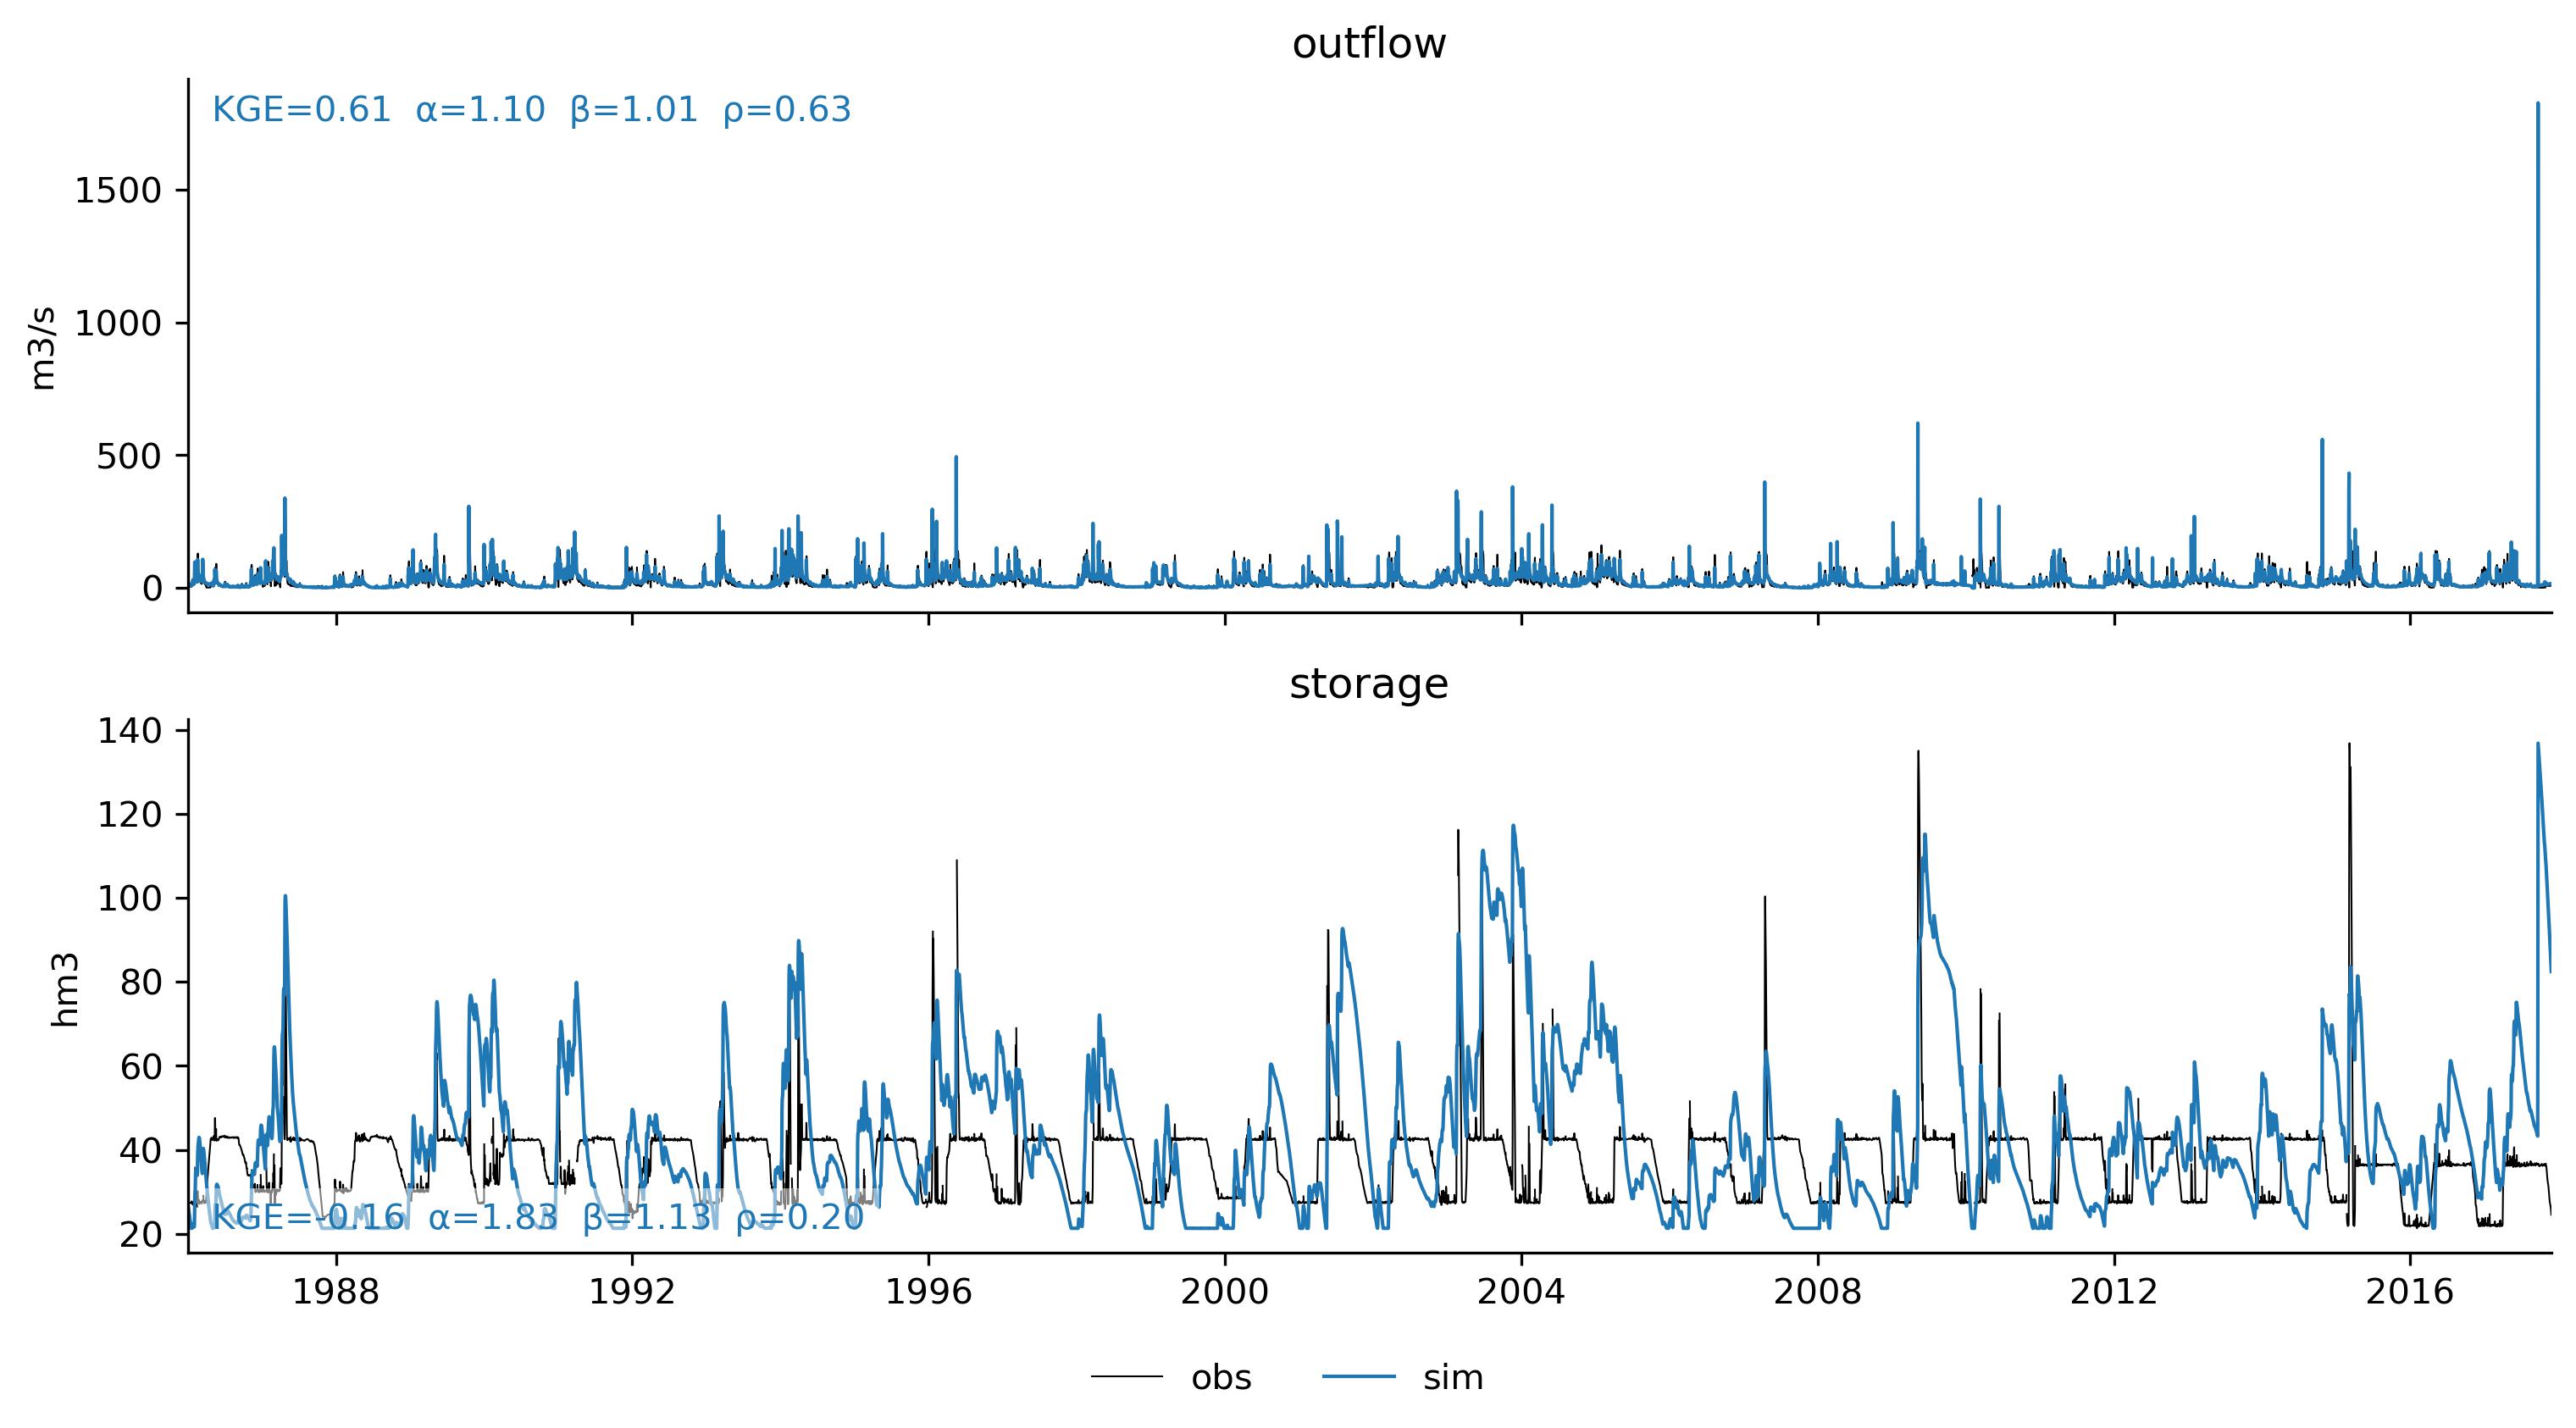 outflow
KGE=0.61 α=1.10 β=1.01 ρ=0.63
m3/s
1500
1000
500
0
storage
hm3
140
120
100
80
60
40
20
KGE=-0.16 α=1.83 β=1.13 ρ=0.20
1988 1992 1996 2000 2004 2008 2012 2016
obs sim